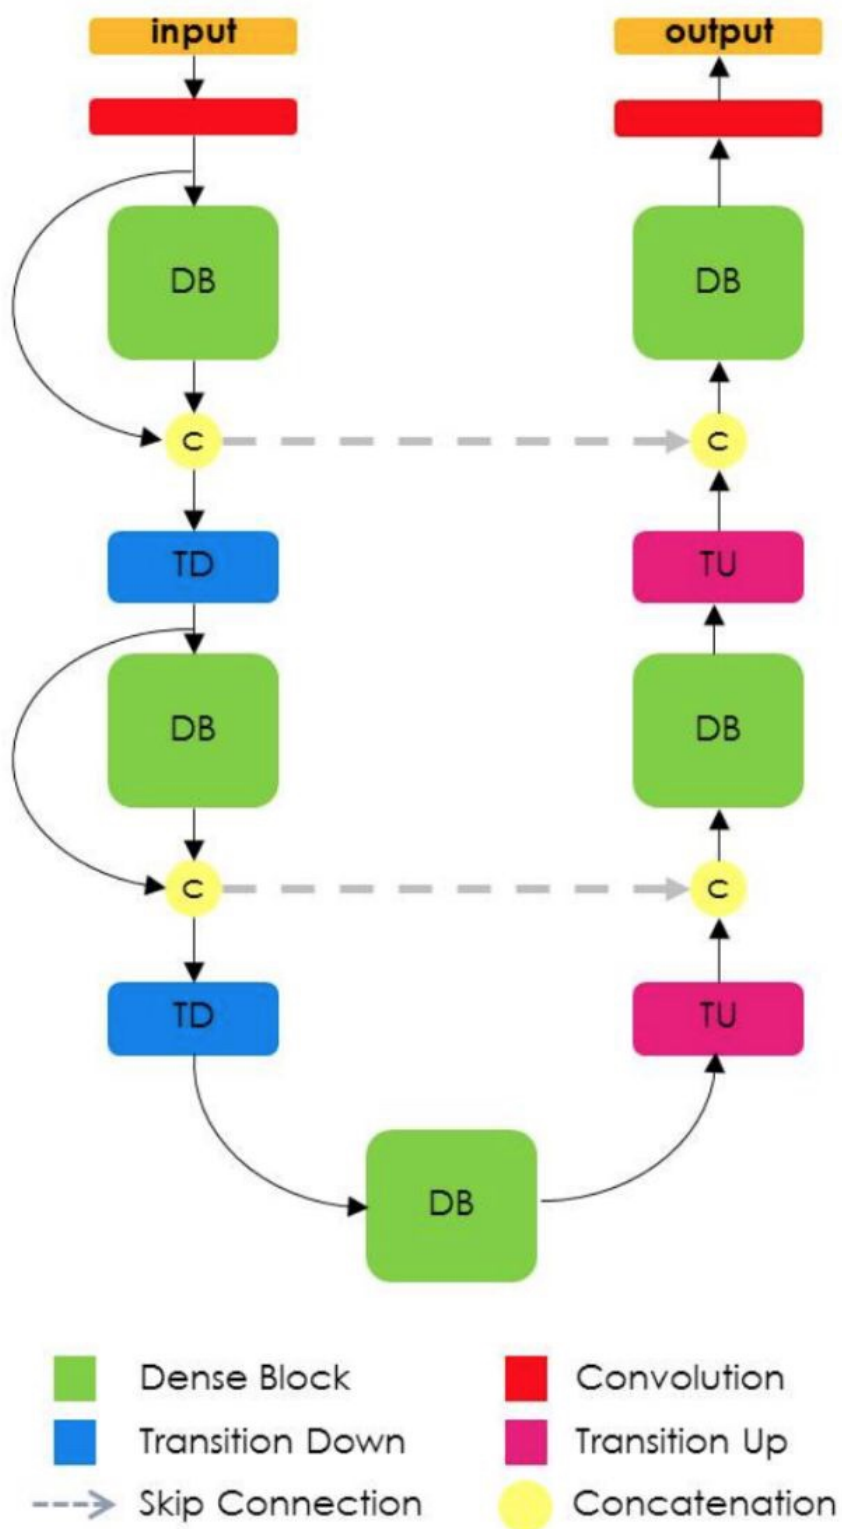 input
output
DB
DB
C
C
TD
TU
DB
DB
C
C
TD
TU
DB
Dense Block
Convolution
Transition Down
Transition Up
Skip Connection
Concatenation